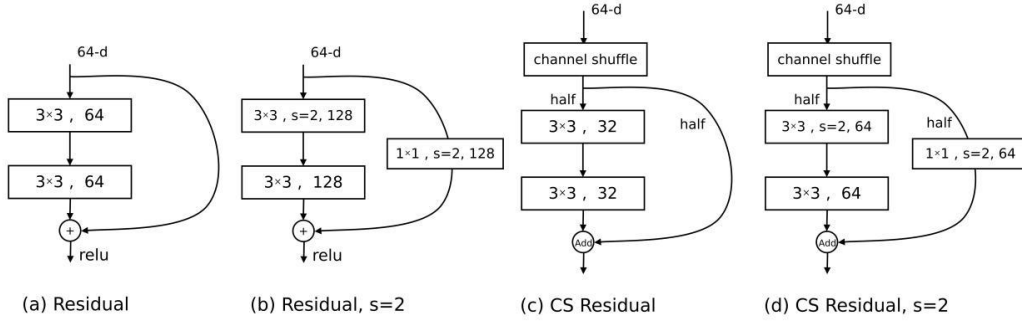 64-d
3×3 , 64
3×3 , 64
+
relu
(a) Residual
64-d
3×3 , s=2, 128
1×1 , s=2, 128
3×3 , 128
+
relu
(b) Residual, s=2
64-d
channel shuffle
half
half
3×3 , 32
3×3 , 32
Add
(c) CS Residual
64-d
channel shuffle
half
half
3×3 , s=2, 64
1×1 , s=2, 64
3×3 , 64
Add
(d) CS Residual, s=2